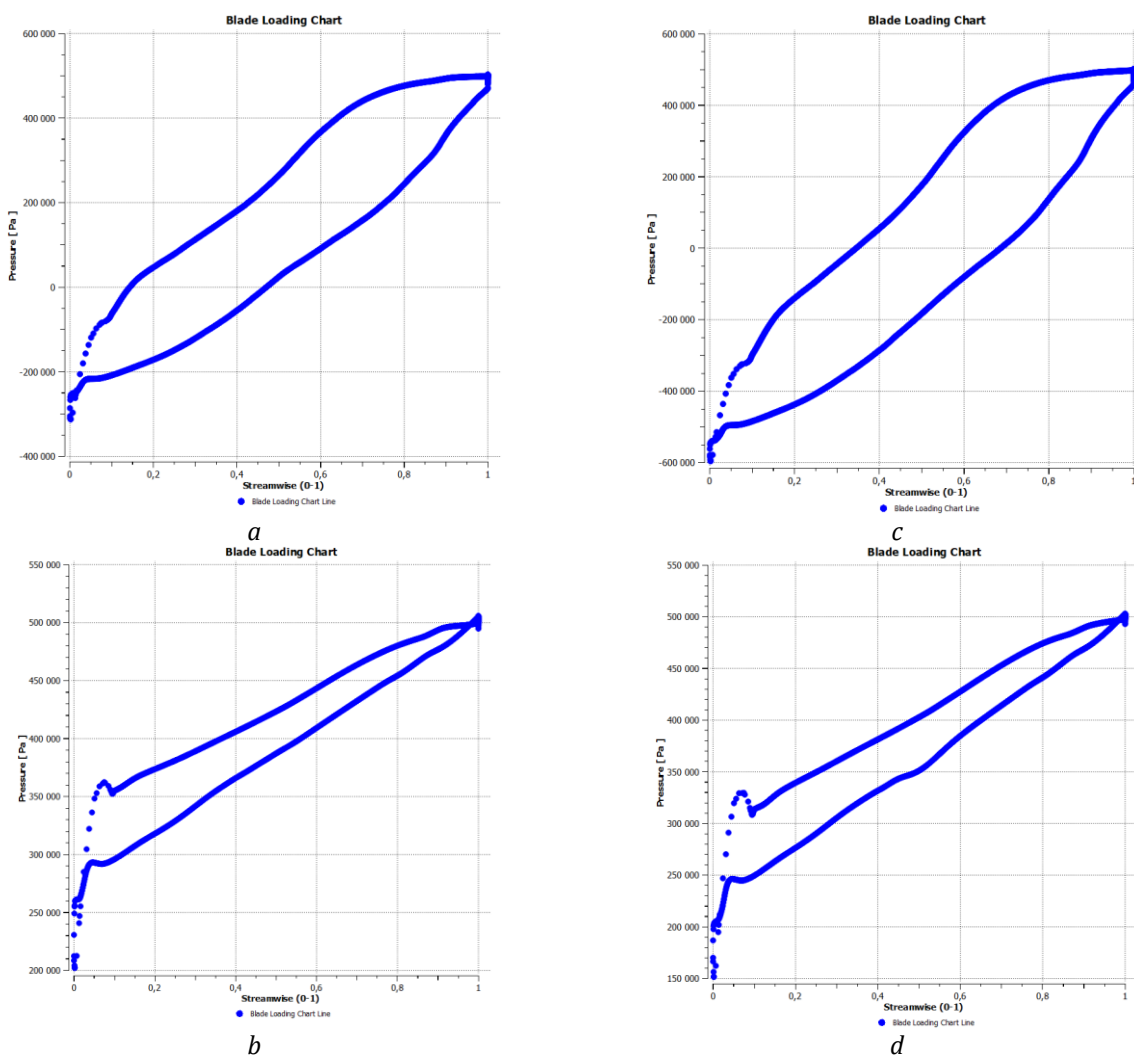 Blade Loading Chart
600 000
400 000
200 000
0
-200 000
-400 000
Pressure [ Pa ]
0 0,2 0,4 0,6 0,8 1
Streamwise (0-1)
Blade Loading Chart Line
a
Blade Loading Chart
600 000
400 000
200 000
0
-200 000
-400 000
-600 000
Pressure [ Pa ]
0 0,2 0,4 0,6 0,8 1
Streamwise (0-1)
Blade Loading Chart Line
c
Blade Loading Chart
550 000
500 000
450 000
400 000
350 000
300 000
250 000
200 000
Pressure [ Pa ]
0 0,2 0,4 0,6 0,8 1
Streamwise (0-1)
Blade Loading Chart Line
b
Blade Loading Chart
550 000
500 000
450 000
400 000
350 000
300 000
250 000
200 000
150 000
Pressure [ Pa ]
0 0,2 0,4 0,6 0,8 1
Streamwise (0-1)
Blade Loading Chart Line
d